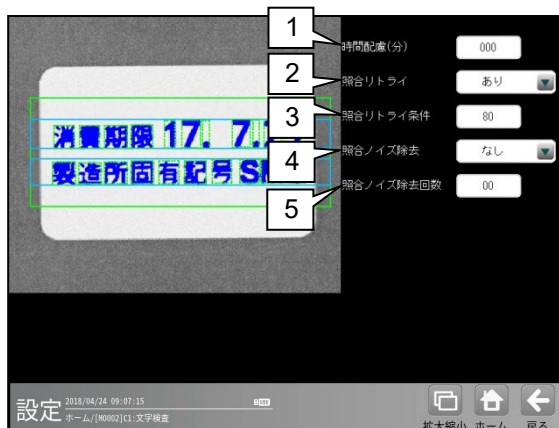 1
時間配慮(分) 000
2
照合リトライ あり
3
照合リトライ条件 80
4
照合ノイズ除去 なし
5
照合ノイズ除去回数 00
消費期限 17. 7.2
製造所固有記号 S
設定
2018/04/24 09:07:15
ホーム/[M0002]C1:文字検査
拡大縮小 ホーム 戻る